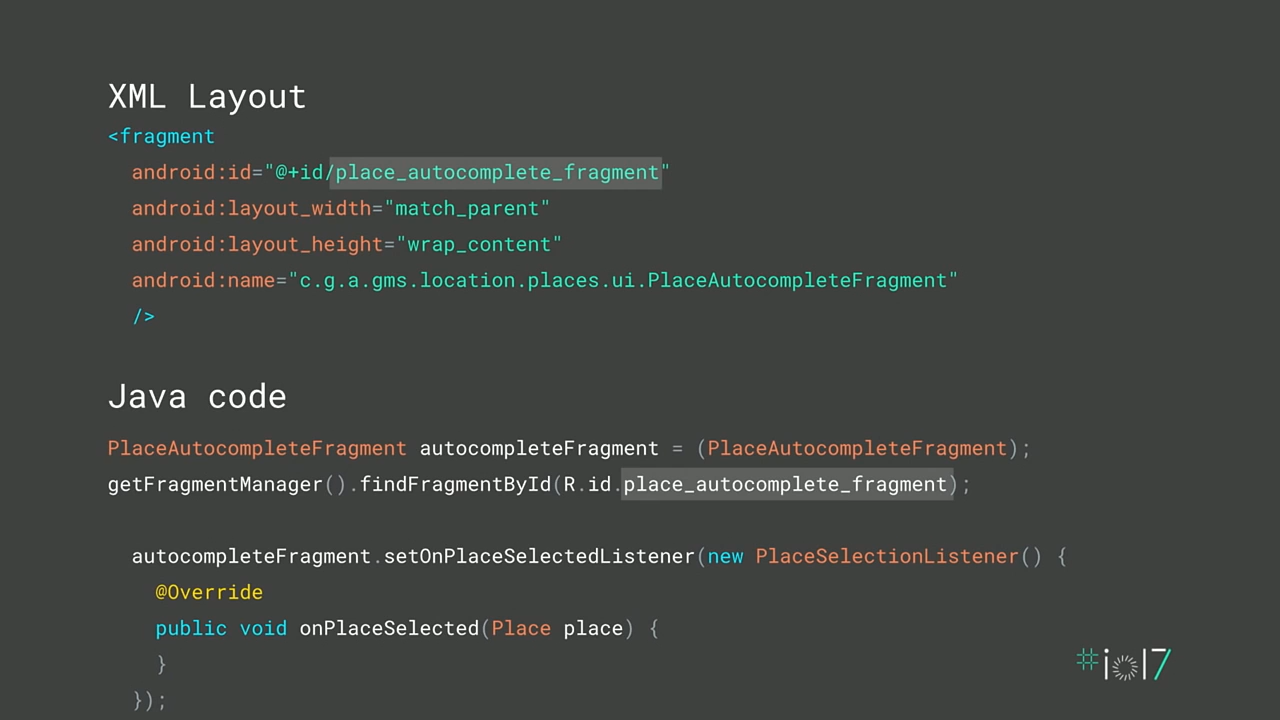 XML Layout
<fragment
android:id="@+id/place_autocomplete_fragment"
android:layout_width="match_parent"
android:layout_height="wrap_content"
android:name="c.g.a.gms.location.places.ui.PlaceAutocompleteFragment"
/>
Java code
PlaceAutocompleteFragment autocompleteFragment = (PlaceAutocompleteFragment);
getFragmentManager().findFragmentById(R.id.place_autocomplete_fragment);
autocompleteFragment.setOnPlaceSelectedListener(new PlaceSelectionListener() {
@Override
public void onPlaceSelected(Place place) {
}
});
#io17